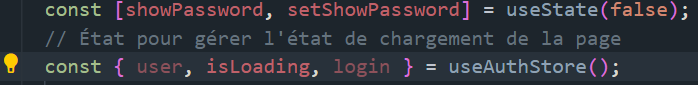 const [showPassword, setShowPassword] = useState(false);
// État pour gérer l'état de chargement de la page
const { user, isLoading, login } = useAuthStore();